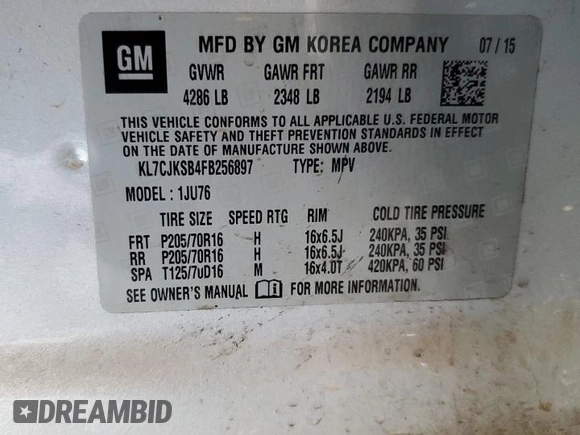 GM MFD BY GM KOREA COMPANY 07 / 15
GVWR GAWR FRT GAWR RR
4286 LB 2348 LB 2194 LB
THIS VEHICLE CONFORMS TO ALL APPLICABLE U.S. FEDERAL MOTOR
VEHICLE SAFETY AND THEFT PREVENTION STANDARDS IN EFFECT
ON THE DATE OF MANUFACTURE SHOWN ABOVE.
KL7CJKSB4FB256897 TYPE: MPV
MODEL : 1JU76
TIRE SIZE SPEED RTG RIM COLD TIRE PRESSURE
FRT P205/70R16 H 16x6.5J 240KPA, 35 PSI
RR P205/70R16 H 16x6.5J 240KPA, 35 PSI
SPA T125/7uD16 M 16x4.0T 420KPA, 60 PSI
SEE OWNER'S MANUAL FOR MORE INFORMATION.
DREAMBID